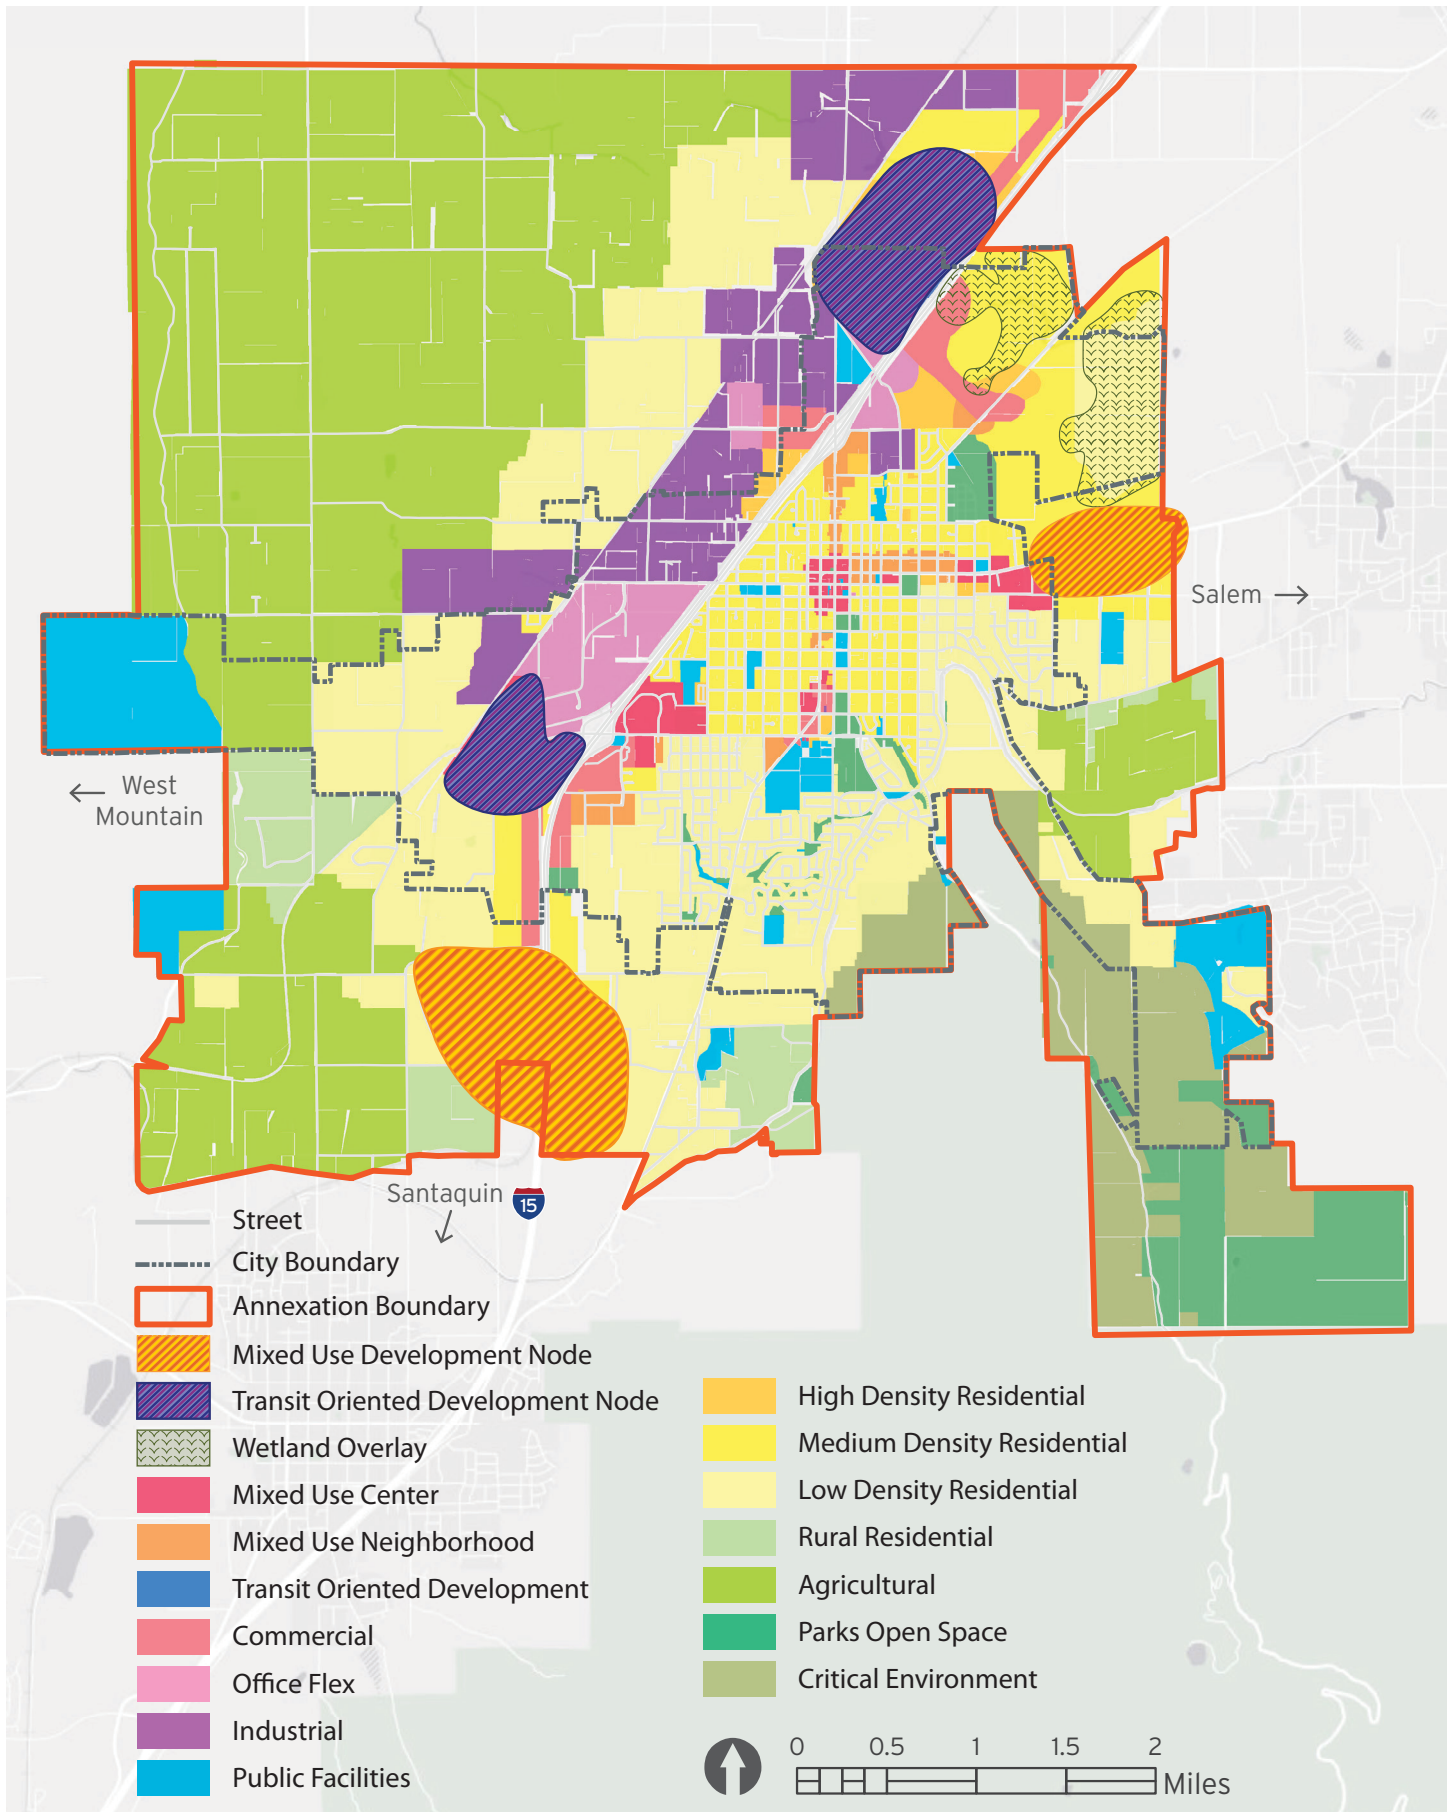 Salem
West
Mountain
Santaquin
15
Street
City Boundary
Annexation Boundary
Mixed Use Development Node
Transit Oriented Development Node
Wetland Overlay
Mixed Use Center
Mixed Use Neighborhood
Transit Oriented Development
Commercial
Office Flex
Industrial
Public Facilities
High Density Residential
Medium Density Residential
Low Density Residential
Rural Residential
Agricultural
Parks Open Space
Critical Environment
0 0.5 1 1.5 2
Miles